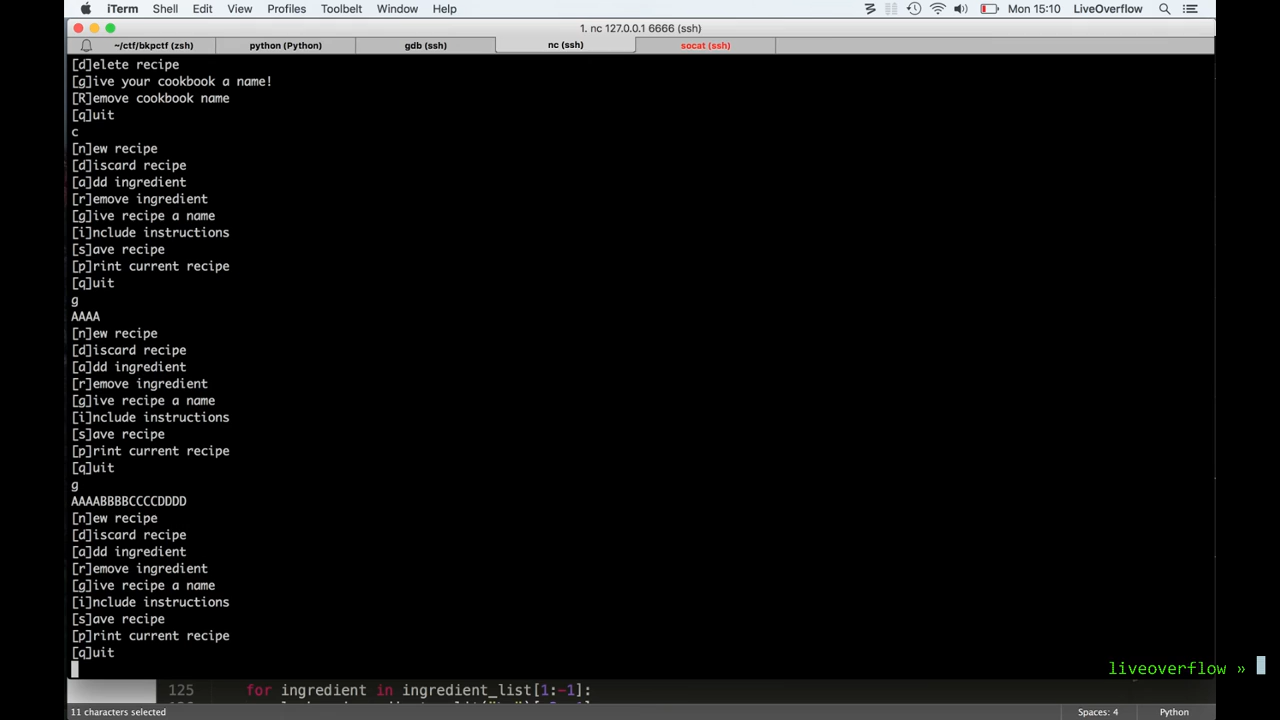 iTerm Shell Edit View Profiles Toolbelt Window Help Mon 15:10 LiveOverflow
1. nc 127.0.0.1 6666 (ssh)
~/ctf/bkpctf (zsh) python (Python) gdb (ssh) nc (ssh) socat (ssh)
[d]elete recipe
[g]ive your cookbook a name!
[R]emove cookbook name
[q]uit
c
[n]ew recipe
[d]iscard recipe
[a]dd ingredient
[r]emove ingredient
[g]ive recipe a name
[i]nclude instructions
[s]ave recipe
[p]rint current recipe
[q]uit
g
AAAA
[n]ew recipe
[d]iscard recipe
[a]dd ingredient
[r]emove ingredient
[g]ive recipe a name
[i]nclude instructions
[s]ave recipe
[p]rint current recipe
[q]uit
g
AAAABBBBCCCCDDDD
[n]ew recipe
[d]iscard recipe
[a]dd ingredient
[r]emove ingredient
[g]ive recipe a name
[i]nclude instructions
[s]ave recipe
[p]rint current recipe
[q]uit
liveoverflow »
125 for ingredient in ingredient_list[1:-1]:
11 characters selected Spaces: 4 Python